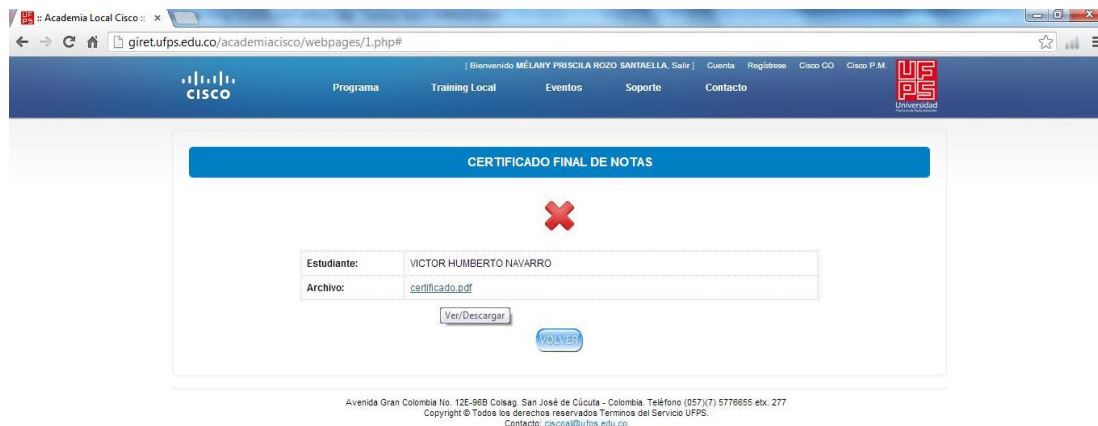 :: Academia Local Cisco ::
giret.ufps.edu.co/academiacisco/webpages/1.php#
[ Bienvenido MÉLANY PRISCILA ROZO SANTAELLA, Salir ] Cuenta Regístrese Cisco CO Cisco P.M.
CISCO
Programa Training Local Eventos Soporte Contacto
UFPS
Universidad
CERTIFICADO FINAL DE NOTAS
Estudiante: VICTOR HUMBERTO NAVARRO
Archivo: certificado.pdf
Ver/Descargar
VOLVER
Avenida Gran Colombia No. 12E-96B Colsag. San José de Cúcuta - Colombia. Teléfono (057)(7) 5776655 etx. 277
Copyright © Todos los derechos reservados Terminos del Servicio UFPS.
Contacto: ciscnal@ufps.edu.co